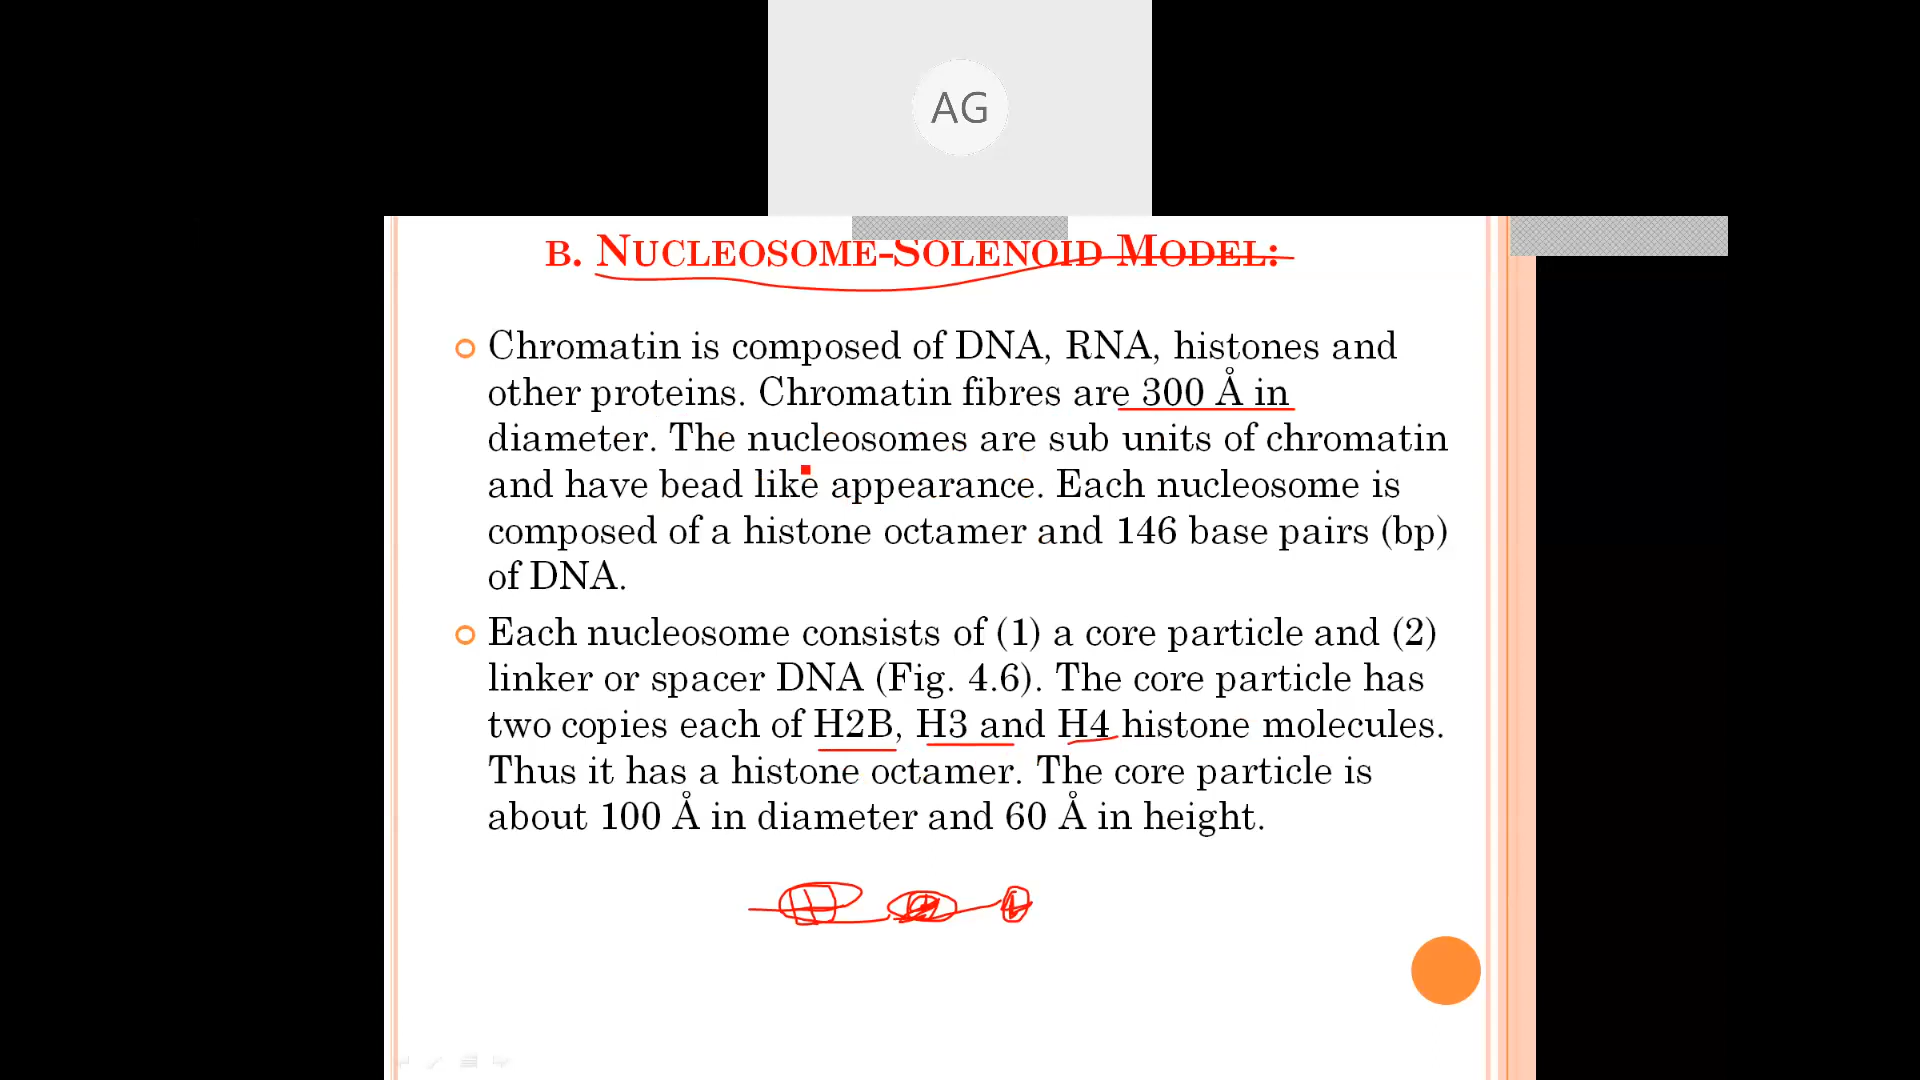 AG
B. NUCLEOSOME-SOLENOID MODEL:
Chromatin is composed of DNA, RNA, histones and
other proteins. Chromatin fibres are 300 Å in
diameter. The nucleosomes are sub units of chromatin
and have bead like appearance. Each nucleosome is
composed of a histone octamer and 146 base pairs (bp)
of DNA.
Each nucleosome consists of (1) a core particle and (2)
linker or spacer DNA (Fig. 4.6). The core particle has
two copies each of H2B, H3 and H4 histone molecules.
Thus it has a histone octamer. The core particle is
about 100 Å in diameter and 60 Å in height.